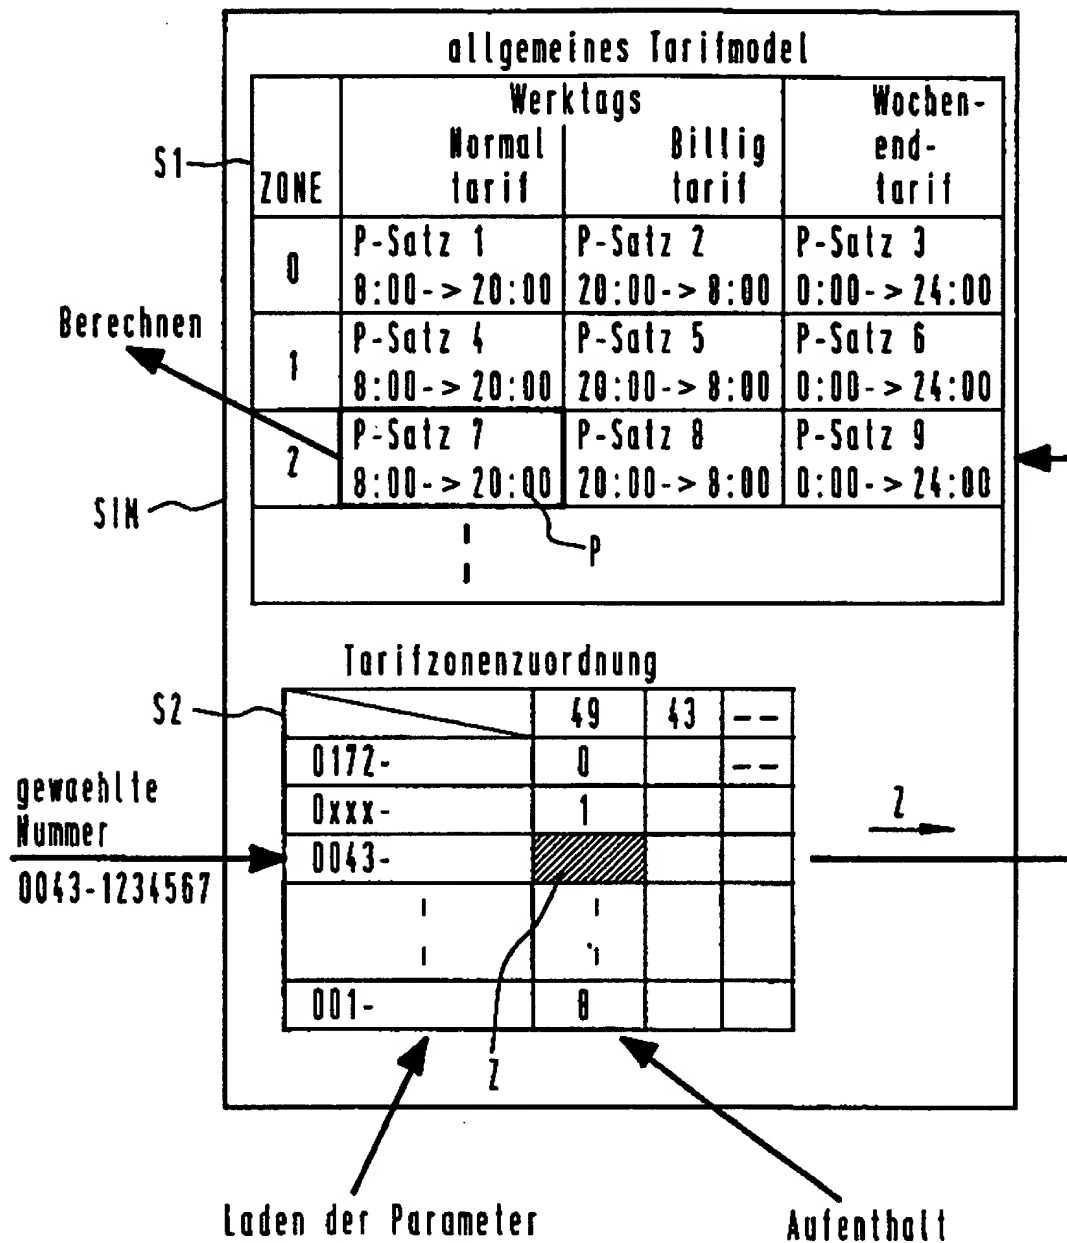 allgemeines Tarifmodel
Werktags
Wochen-
end-
tarif
Normal
tarif
Billig
tarif
S1
ZONE
0
P-Satz 1
8:00->20:00
P-Satz 2
20:00->8:00
P-Satz 3
0:00->24:00
Berechnen
1
P-Satz 4
8:00->20:00
P-Satz 5
20:00->8:00
P-Satz 6
0:00->24:00
2
P-Satz 7
8:00->20:00
P-Satz 8
20:00->8:00
P-Satz 9
0:00->24:00
SIM
P
Tarifzonenzuordnung
S2
49 43 --
0172- 0 --
gewaehlte
Nummer
0043-1234567
0xxx- 1
0043-
Z
001- 8
Z
Laden der Parameter
Aufenthalt